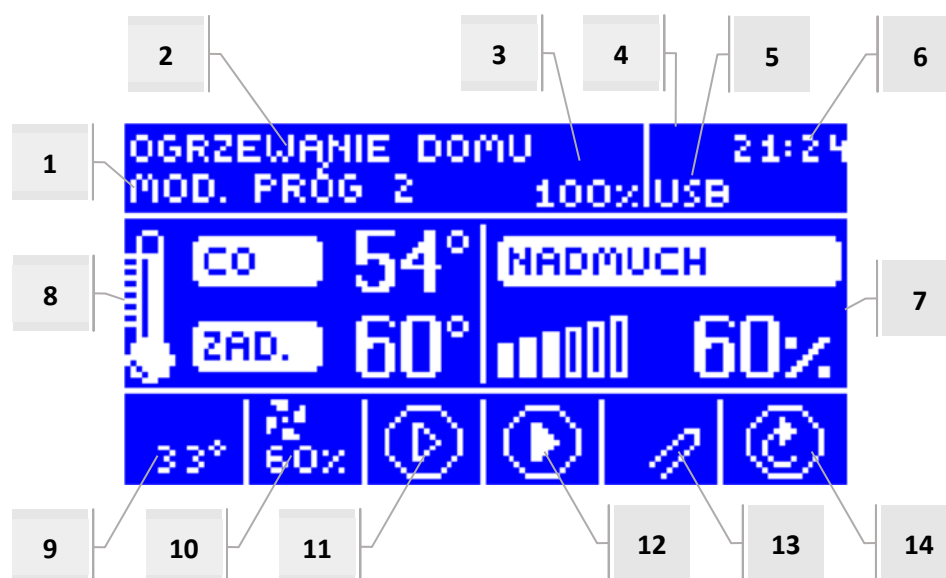 2 3 4 5 6
1
OGRZEWANIE DOMU 21:24
MOD. PRÓG 2 100% USB
CO 54° NADMUCH
8 7
ZAD. 60° 60%
33° 60%
9 10 11 12 13 14